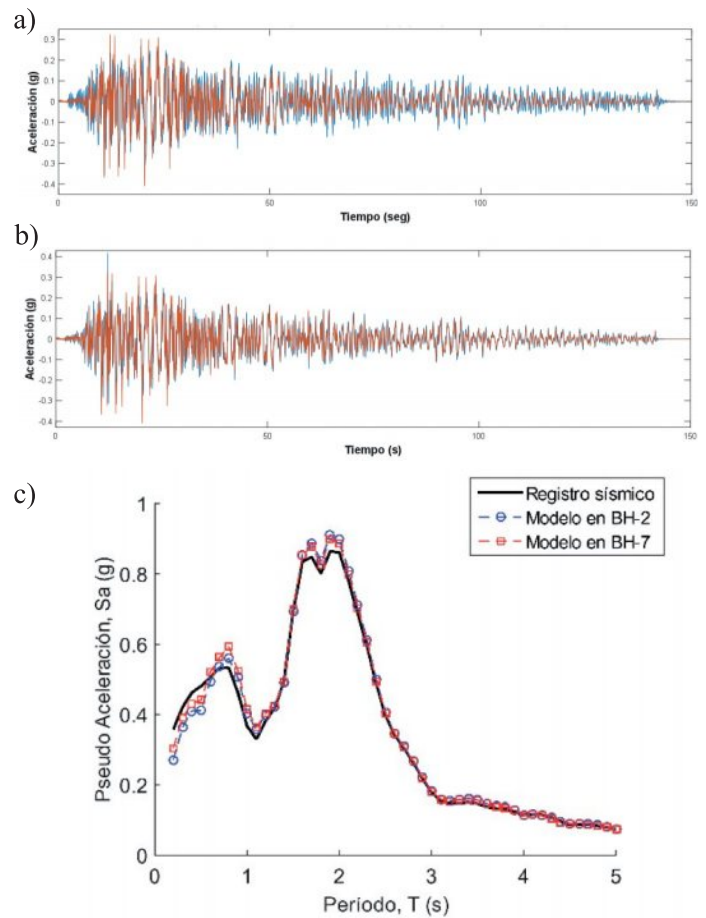 a)
0.3
0.2
0.1
0
-0.1
-0.2
-0.3
-0.4
Aceleración (g)
0 50 100 150
Tiempo (seg)
b)
0.4
0.3
0.2
0.1
0
-0.1
-0.2
-0.3
-0.4
Aceleración (g)
0 50 100 150
Tiempo (s)
c)
Registro sísmico
Modelo en BH-2
Modelo en BH-7
1
0.8
0.6
0.4
0.2
0
Pseudo Aceleración, Sa (g)
0 1 2 3 4 5
Período, T (s)